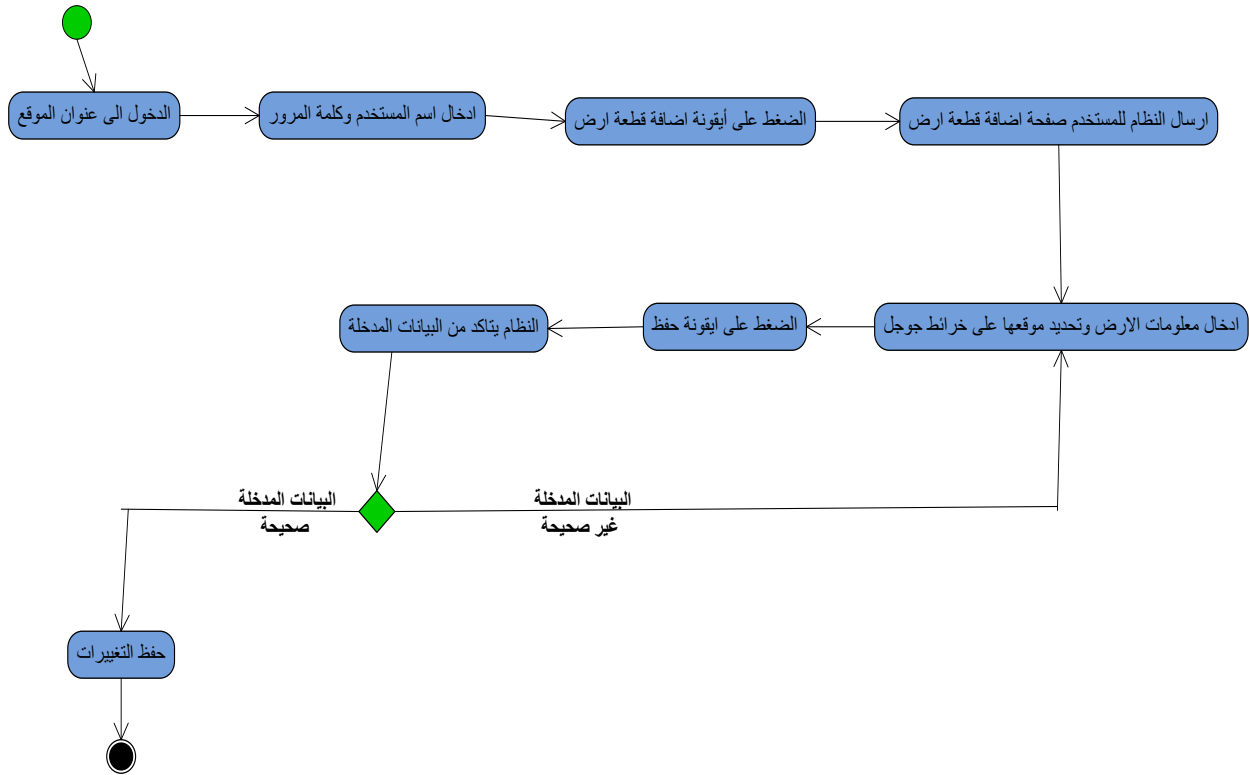 الدخول الى عنوان الموقع
ادخال اسم المستخدم وكلمة المرور
الضغط على أيقونة اضافة قطعة ارض
ارسال النظام للمستخدم صفحة اضافة قطعة ارض
ادخال معلومات الارض وتحديد موقعها على خرائط جوجل
الضغط على ايقونة حفظ
النظام يتاكد من البيانات المدخلة
البيانات المدخلة
غير صحيحة
البيانات المدخلة
صحيحة
حفظ التغييرات